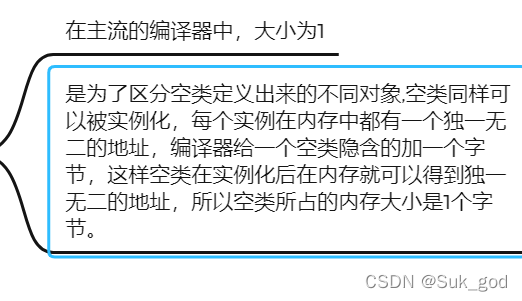 在主流的编译器中，大小为1
是为了区分空类定义出来的不同对象,空类同样可
以被实例化，每个实例在内存中都有一个独一无
二的地址，编译器给一个空类隐含的加一个字
节，这样空类在实例化后在内存就可以得到独一
无二的地址，所以空类所占的内存大小是1个字
节。
CSDN @Suk_god